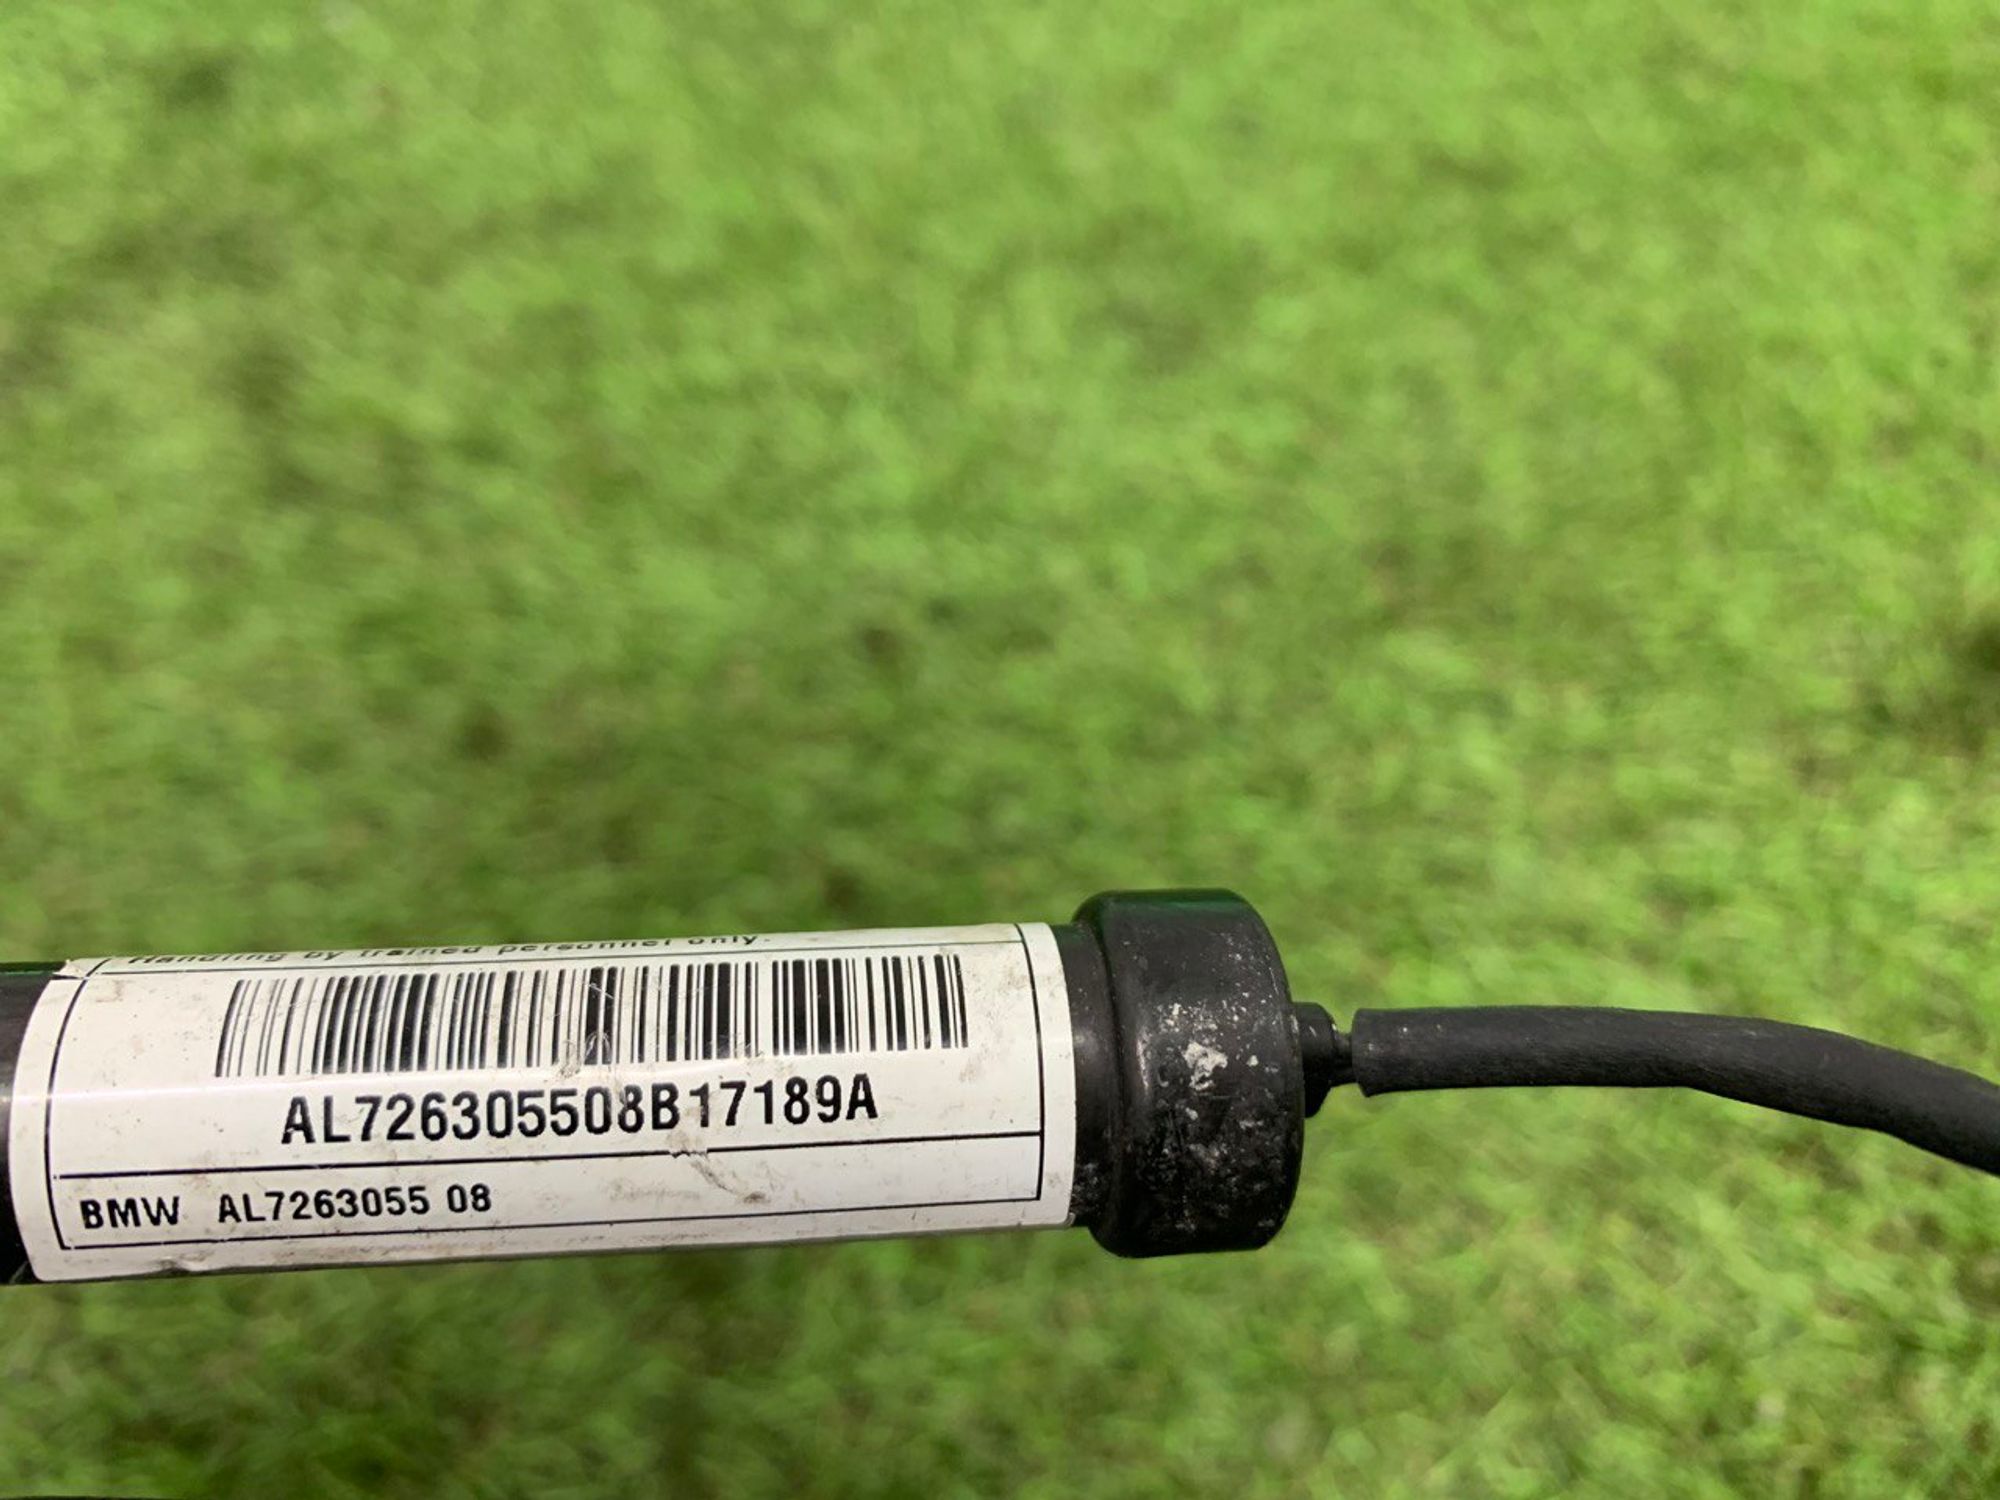 Handling by trained personnel only.
AL726305508B17189A
BMW AL7263055 08